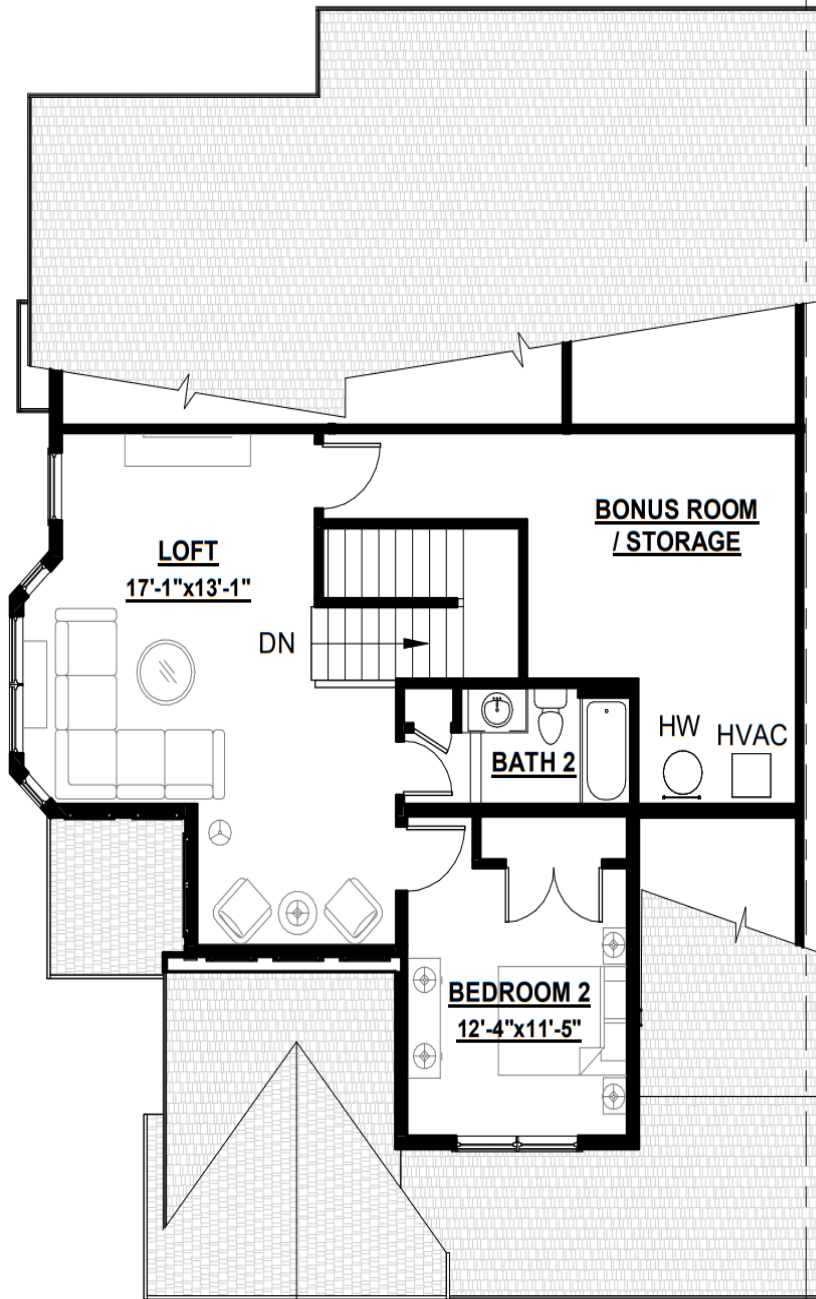 BONUS ROOM
/ STORAGE
LOFT
17'-1"x13'-1"
DN
HW
HVAC
BATH 2
BEDROOM 2
12'-4"x11'-5"